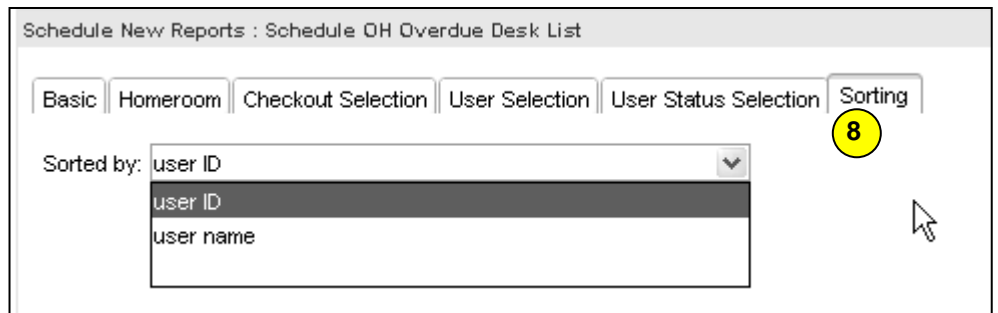 Schedule New Reports : Schedule OH Overdue Desk List
Basic Homeroom Checkout Selection User Selection User Status Selection Sorting
8
Sorted by: user ID
user ID
user name